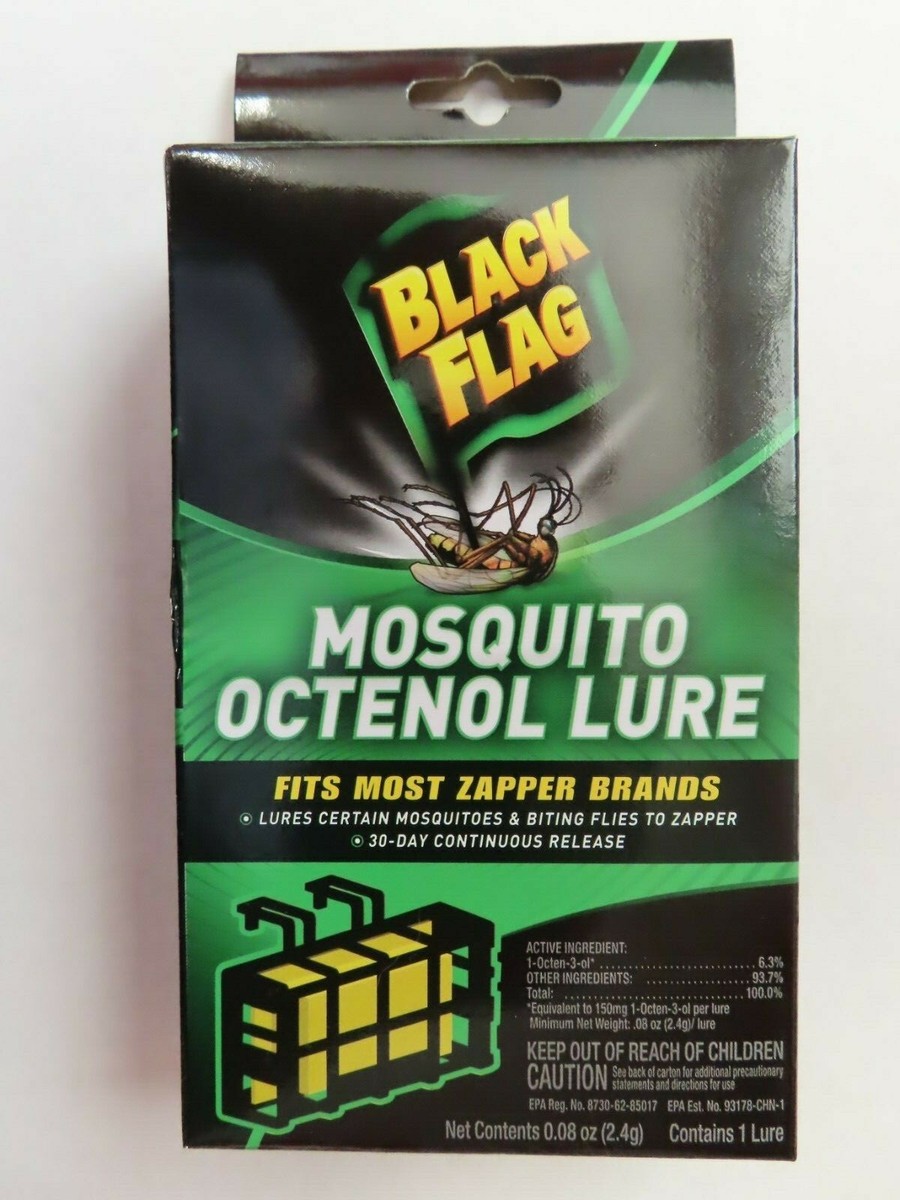 BLACK
FLAG
MOSQUITO
OCTENOL LURE
FITS MOST ZAPPER BRANDS
LURES CERTAIN MOSQUITOES & BITING FLIES TO ZAPPER
30-DAY CONTINUOUS RELEASE
ACTIVE INGREDIENT:
1-Octen-3-ol* .......................... 6.3%
OTHER INGREDIENTS: ................ 93.7%
Total: .................................. 100.0%
*Equivalent to 150mg 1-Octen-3-ol per lure
Minimum Net Weight: .08 oz (2.4g)/ lure
KEEP OUT OF REACH OF CHILDREN
CAUTION See back of carton for additional precautionary
statements and directions for use
EPA Reg. No. 8730-62-85017 EPA Est. No. 93178-CHN-1
Net Contents 0.08 oz (2.4g) Contains 1 Lure